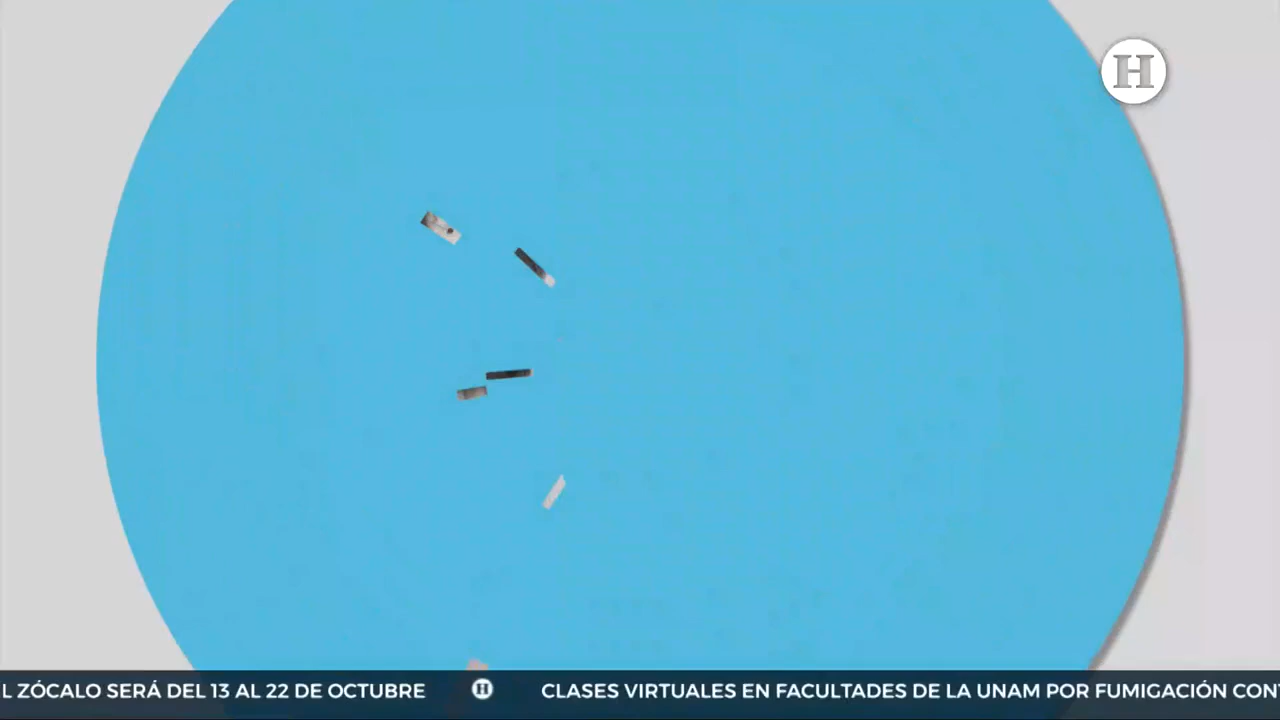 H
L ZÓCALO SERÁ DEL 13 AL 22 DE OCTUBRE H CLASES VIRTUALES EN FACULTADES DE LA UNAM POR FUMIGACIÓN CON